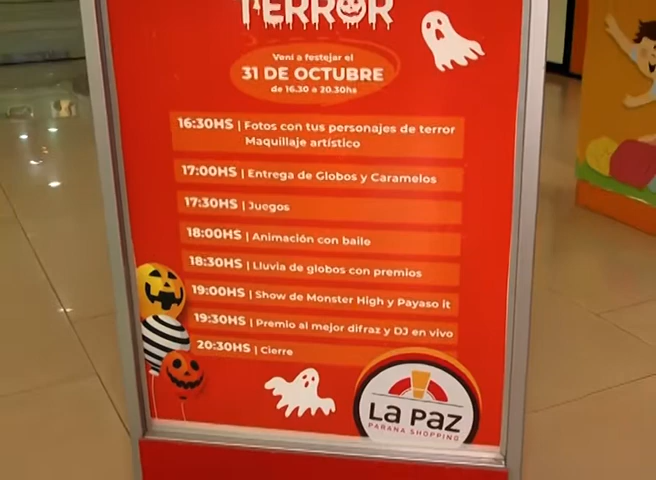 TERROR
Vení a festejar el
31 DE OCTUBRE
de 16.30 a 20.30hs
16:30HS | Fotos con tus personajes de terror
Maquillaje artístico
17:00HS | Entrega de Globos y Caramelos
17:30HS | Juegos
18:00HS | Animación con baile
18:30HS | Lluvia de globos con premios
19:00HS | Show de Monster High y Payaso it
19:30HS | Premio al mejor difraz y DJ en vivo
20:30HS | Cierre
La Paz
PARANA SHOPPING